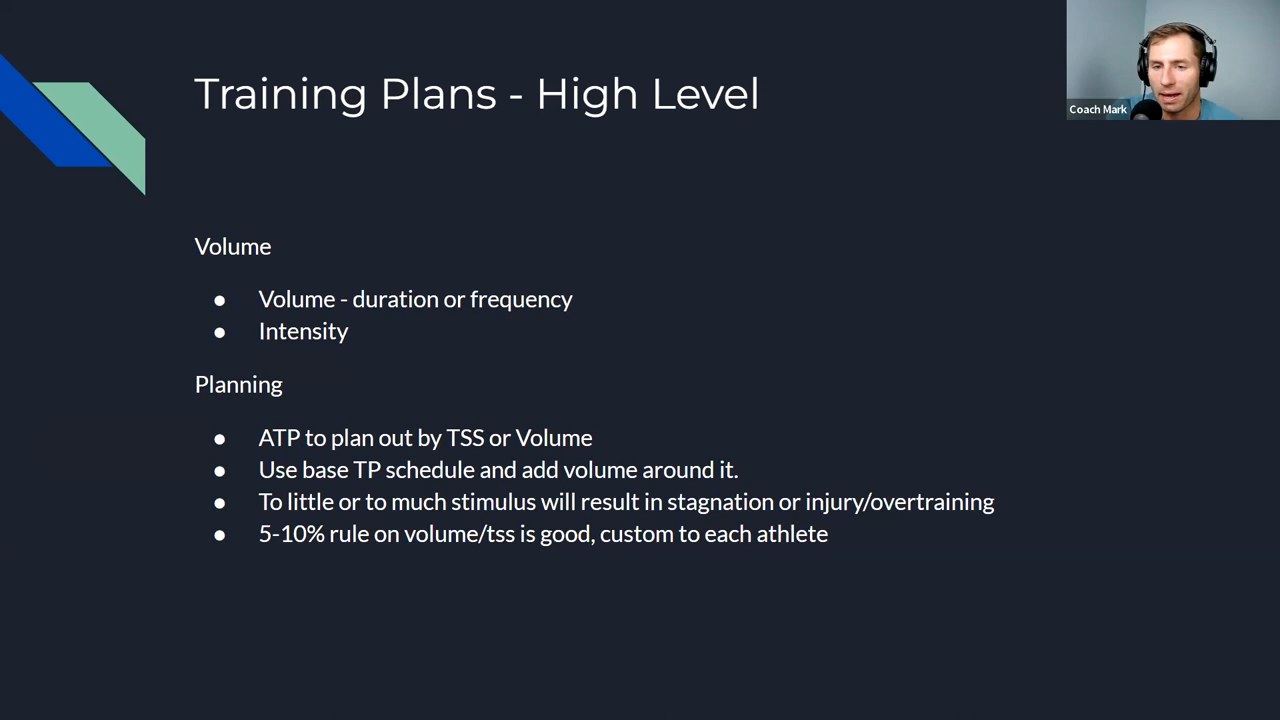 Training Plans - High Level
Coach Mark
Volume
● Volume - duration or frequency
● Intensity
Planning
● ATP to plan out by TSS or Volume
● Use base TP schedule and add volume around it.
● To little or to much stimulus will result in stagnation or injury/overtraining
● 5-10% rule on volume/tss is good, custom to each athlete